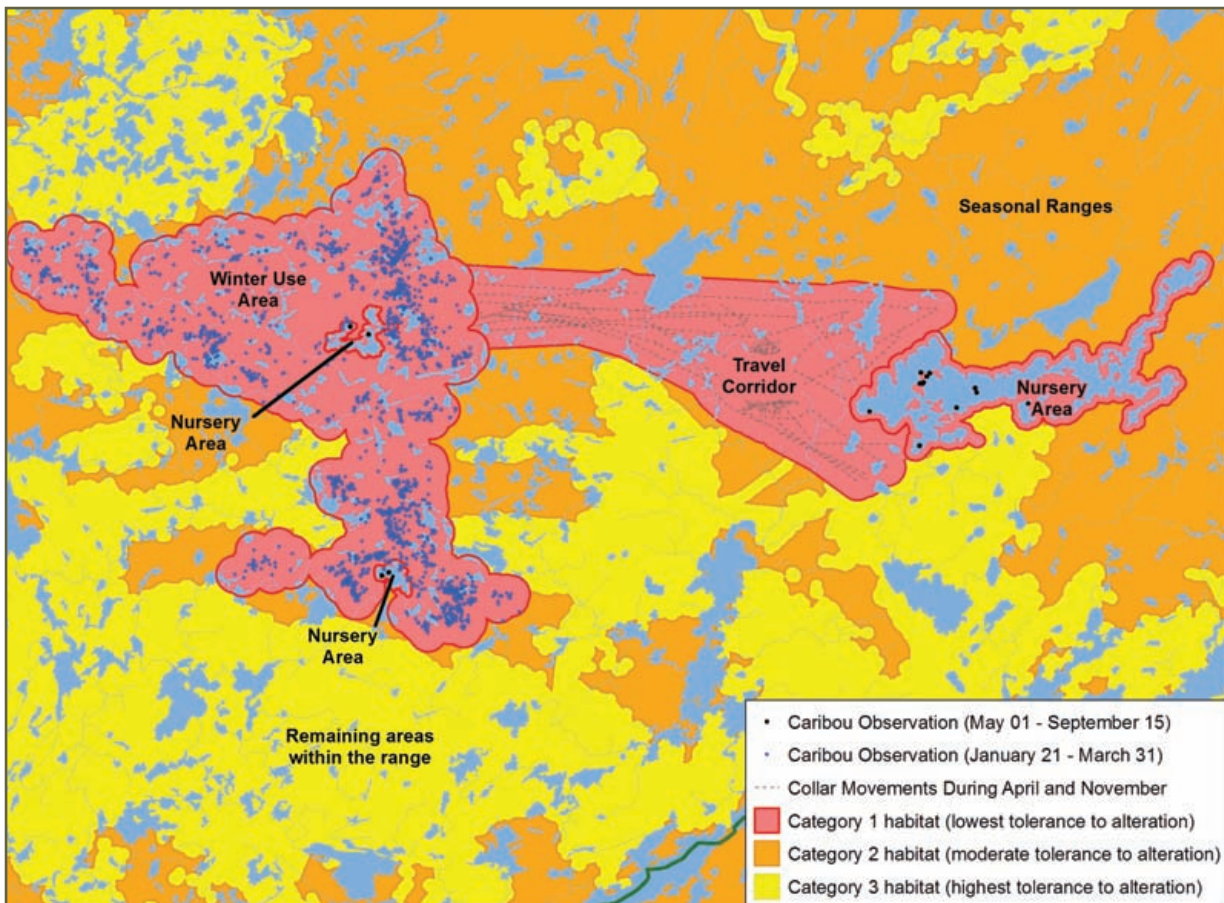 Seasonal Ranges
Winter Use
Area
Travel
Corridor
Nursery
Area
Nursery
Area
Nursery
Area
Remaining areas
within the range
Caribou Observation (May 01 - September 15)
Caribou Observation (January 21 - March 31)
Collar Movements During April and November
Category 1 habitat (lowest tolerance to alteration)
Category 2 habitat (moderate tolerance to alteration)
Category 3 habitat (highest tolerance to alteration)